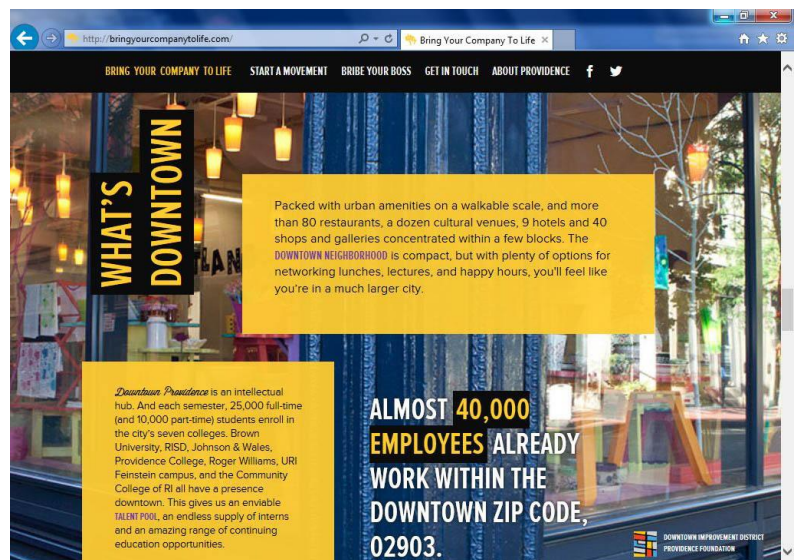 http://bringyourcompanytolife.com/
Bring Your Company To Life
BRING YOUR COMPANY TO LIFE START A MOVEMENT BRIBE YOUR BOSS GET IN TOUCH ABOUT PROVIDENCE
WHAT'S
DOWNTOWN
Packed with urban amenities on a walkable scale, and more
than 80 restaurants, a dozen cultural venues, 9 hotels and 40
shops and galleries concentrated within a few blocks. The
DOWNTOWN NEIGHBORHOOD is compact, but with plenty of options for
networking lunches, lectures, and happy hours, you'll feel like
you're in a much larger city.
Downtown Providence is an intellectual
hub. And each semester, 25,000 full-time
(and 10,000 part-time) students enroll in
the city's seven colleges. Brown
University, RISD, Johnson & Wales,
Providence College, Roger Williams, URI
Feinstein campus, and the Community
College of RI all have a presence
downtown. This gives us an enviable
TALENT POOL, an endless supply of interns
and an amazing range of continuing
education opportunities.
ALMOST 40,000
EMPLOYEES ALREADY
WORK WITHIN THE
DOWNTOWN ZIP CODE,
02903.
DOWNTOWN IMPROVEMENT DISTRICT
PROVIDENCE FOUNDATION